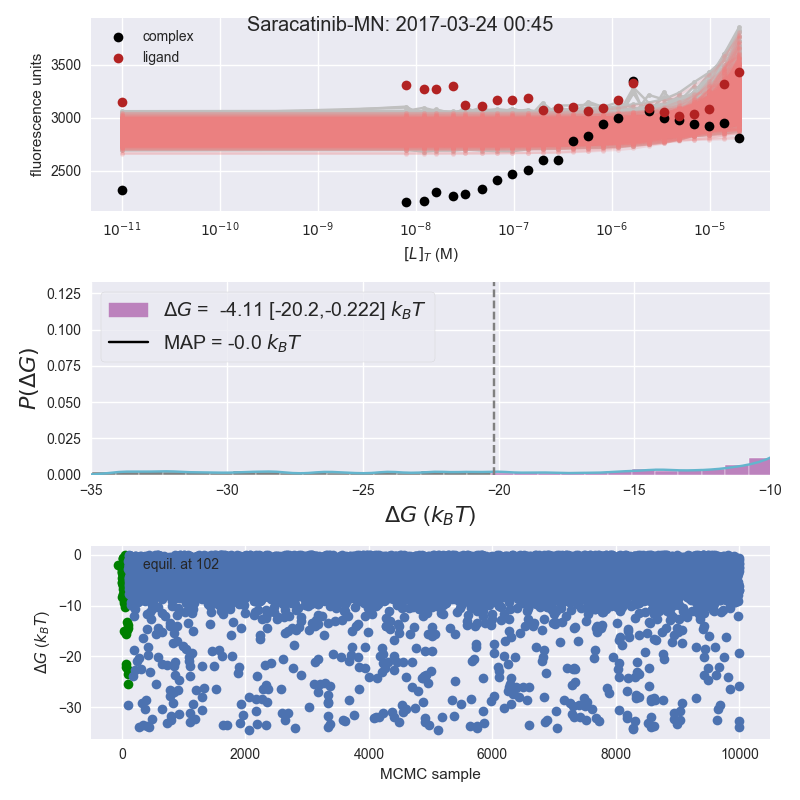 Saracatinib-MN: 2017-03-24 00:45
complex
ligand
fluorescence units
3500
3000
2500
10⁻¹¹ 10⁻¹⁰ 10⁻⁹ 10⁻⁸ 10⁻⁷ 10⁻⁶ 10⁻⁵
[L]_T (M)
ΔG = -4.11 [-20.2,-0.222] k_BT
MAP = -0.0 k_BT
P(ΔG)
0.125
0.100
0.075
0.050
0.025
0.000
−35 −30 −25 −20 −15 −10
ΔG (k_BT)
equil. at 102
ΔG (k_BT)
0
−10
−20
−30
0 2000 4000 6000 8000 10000
MCMC sample